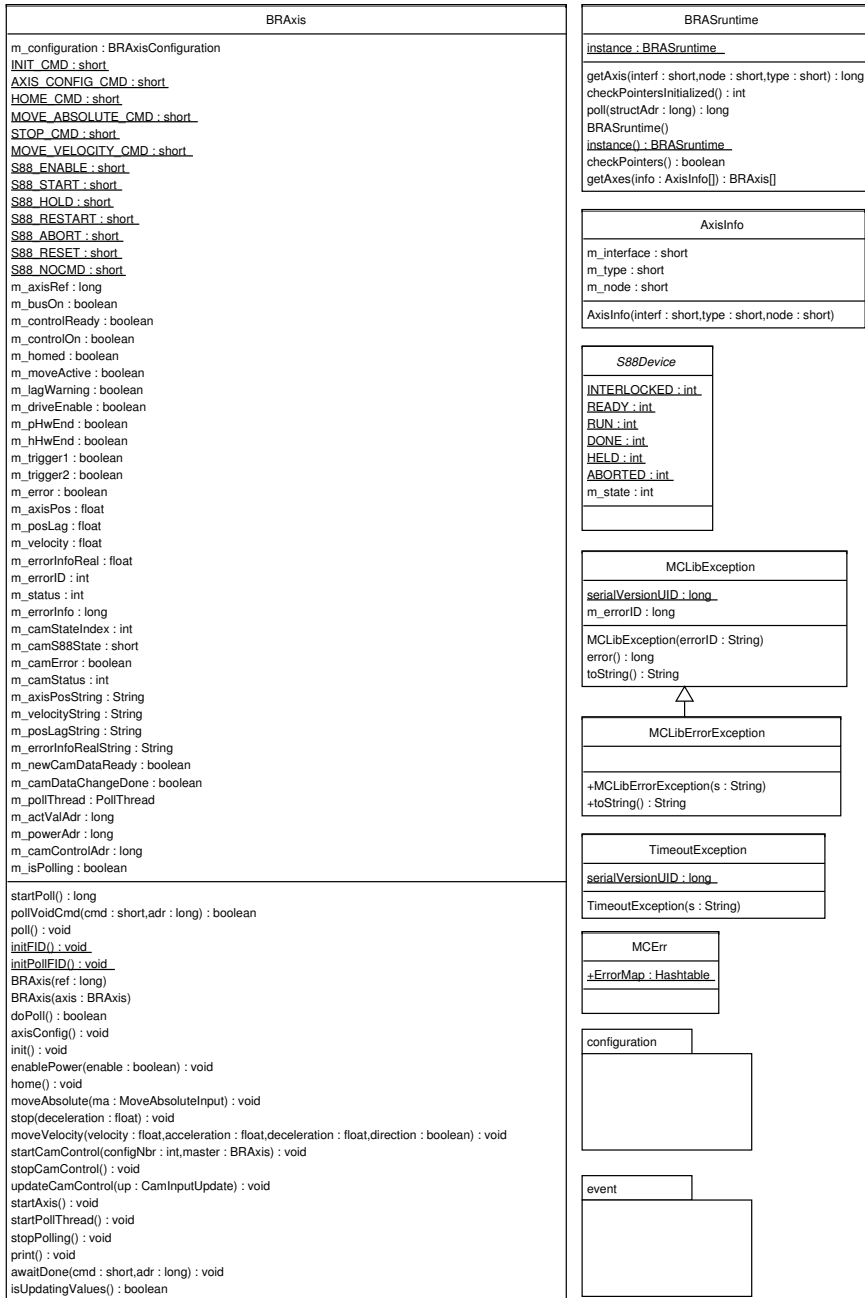 BRAxis
m_configuration : BRAxisConfiguration
INIT_CMD : short
AXIS_CONFIG_CMD : short
HOME_CMD : short
MOVE_ABSOLUTE_CMD : short
STOP_CMD : short
MOVE_VELOCITY_CMD : short
S88_ENABLE : short
S88_START : short
S88_HOLD : short
S88_RESTART : short
S88_ABORT : short
S88_RESET : short
S88_NOCMD : short
m_axisRef : long
m_busOn : boolean
m_controlReady : boolean
m_controlOn : boolean
m_homed : boolean
m_moveActive : boolean
m_lagWarning : boolean
m_driveEnable : boolean
m_pHwEnd : boolean
m_hHwEnd : boolean
m_trigger1 : boolean
m_trigger2 : boolean
m_error : boolean
m_axisPos : float
m_posLag : float
m_velocity : float
m_errorInfoReal : float
m_errorID : int
m_status : int
m_errorInfo : long
m_camStateIndex : int
m_camS88State : short
m_camError : boolean
m_camStatus : int
m_axisPosString : String
m_velocityString : String
m_posLagString : String
m_errorInfoRealString : String
m_newCamDataReady : boolean
m_camDataChangeDone : boolean
m_pollThread : PollThread
m_actValAdr : long
m_powerAdr : long
m_camControlAdr : long
m_isPolling : boolean
startPoll() : long
pollVoidCmd(cmd : short,adr : long) : boolean
poll() : void
initFID() : void
initPollFID() : void
BRAxis(ref : long)
BRAxis(axis : BRAxis)
doPoll() : boolean
axisConfig() : void
init() : void
enablePower(enable : boolean) : void
home() : void
moveAbsolute(ma : MoveAbsoluteInput) : void
stop(deceleration : float) : void
moveVelocity(velocity : float,acceleration : float,deceleration : float,direction : boolean) : void
startCamControl(configNbr : int,master : BRAxis) : void
stopCamControl() : void
updateCamControl(up : CamInputUpdate) : void
startAxis() : void
startPollThread() : void
stopPolling() : void
print() : void
awaitDone(cmd : short,adr : long) : void
isUpdatingValues() : boolean
BRASruntime
instance : BRASruntime
getAxis(interf : short,node : short,type : short) : long
checkPointersInitialized() : int
poll(structAdr : long) : long
BRASruntime()
instance() : BRASruntime
checkPointers() : boolean
getAxes(info : AxisInfo[]) : BRAxis[]
AxisInfo
m_interface : short
m_type : short
m_node : short
AxisInfo(interf : short,type : short,node : short)
S88Device
INTERLOCKED : int
READY : int
RUN : int
DONE : int
HELD : int
ABORTED : int
m_state : int
MCLibException
serialVersionUID : long
m_errorID : long
MCLibException(errorID : String)
error() : long
toString() : String
MCLibErrorException
+MCLibErrorException(s : String)
+toString() : String
TimeoutException
serialVersionUID : long
TimeoutException(s : String)
MCErr
+ErrorMap : Hashtable
configuration
event